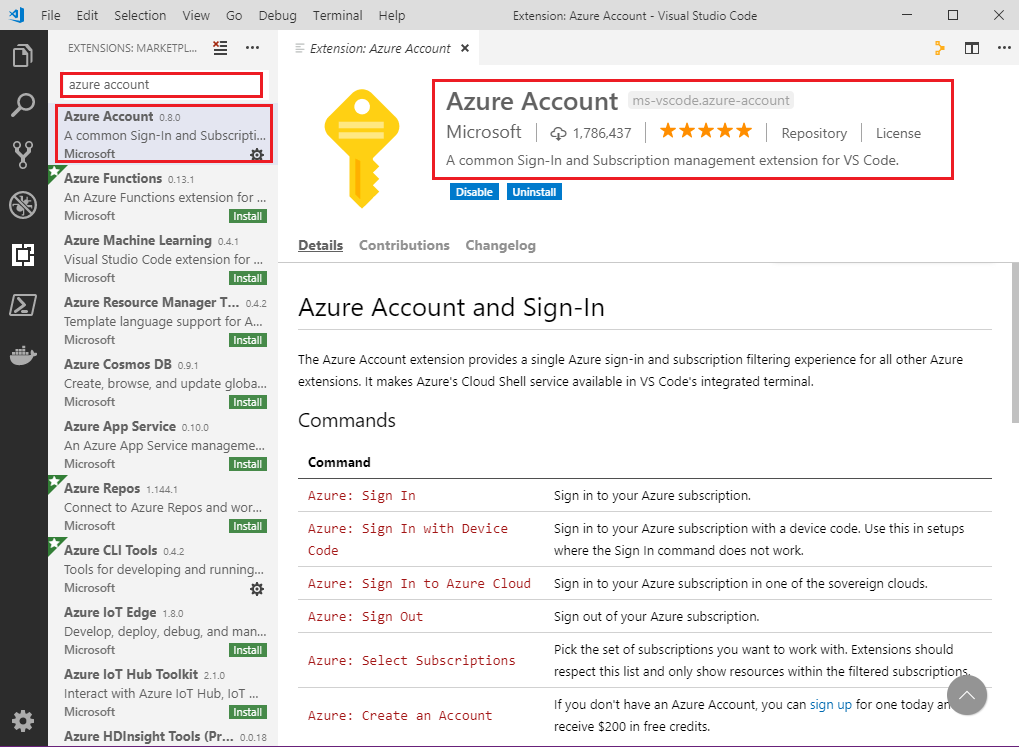 File Edit Selection View Go Debug Terminal Help
Extension: Azure Account - Visual Studio Code
EXTENSIONS: MARKETPL...
azure account
Azure Account 0.8.0
A common Sign-In and Subscripti...
Microsoft
Azure Functions 0.13.1
An Azure Functions extension for ...
Microsoft Install
Azure Machine Learning 0.4.1
Visual Studio Code extension for ...
Microsoft Install
Azure Resource Manager T... 0.4.2
Template language support for A...
Microsoft Install
Azure Cosmos DB 0.9.1
Create, browse, and update globa...
Microsoft Install
Azure App Service 0.10.0
An Azure App Service manageme...
Microsoft Install
Azure Repos 1.144.1
Connect to Azure Repos and wor...
Microsoft Install
Azure CLI Tools 0.4.2
Tools for developing and running...
Microsoft
Azure IoT Edge 1.8.0
Develop, deploy, debug, and man...
Microsoft Install
Azure IoT Hub Toolkit 2.1.0
Interact with Azure IoT Hub, IoT ...
Microsoft Install
Azure HDInsight Tools (Pr... 0.0.18
Extension: Azure Account
Azure Account ms-vscode.azure-account
Microsoft 1,786,437 Repository License
A common Sign-In and Subscription management extension for VS Code.
Disable Uninstall
Details Contributions Changelog
Azure Account and Sign-In
The Azure Account extension provides a single Azure sign-in and subscription filtering experience for all other Azure
extensions. It makes Azure's Cloud Shell service available in VS Code's integrated terminal.
Commands
Command
Azure: Sign In
Sign in to your Azure subscription.
Azure: Sign In with Device
Code
Sign in to your Azure subscription with a device code. Use this in setups
where the Sign In command does not work.
Azure: Sign In to Azure Cloud
Sign in to your Azure subscription in one of the sovereign clouds.
Azure: Sign Out
Sign out of your Azure subscription.
Azure: Select Subscriptions
Pick the set of subscriptions you want to work with. Extensions should
respect this list and only show resources within the filtered subscriptions.
Azure: Create an Account
If you don't have an Azure Account, you can sign up for one today an
receive $200 in free credits.